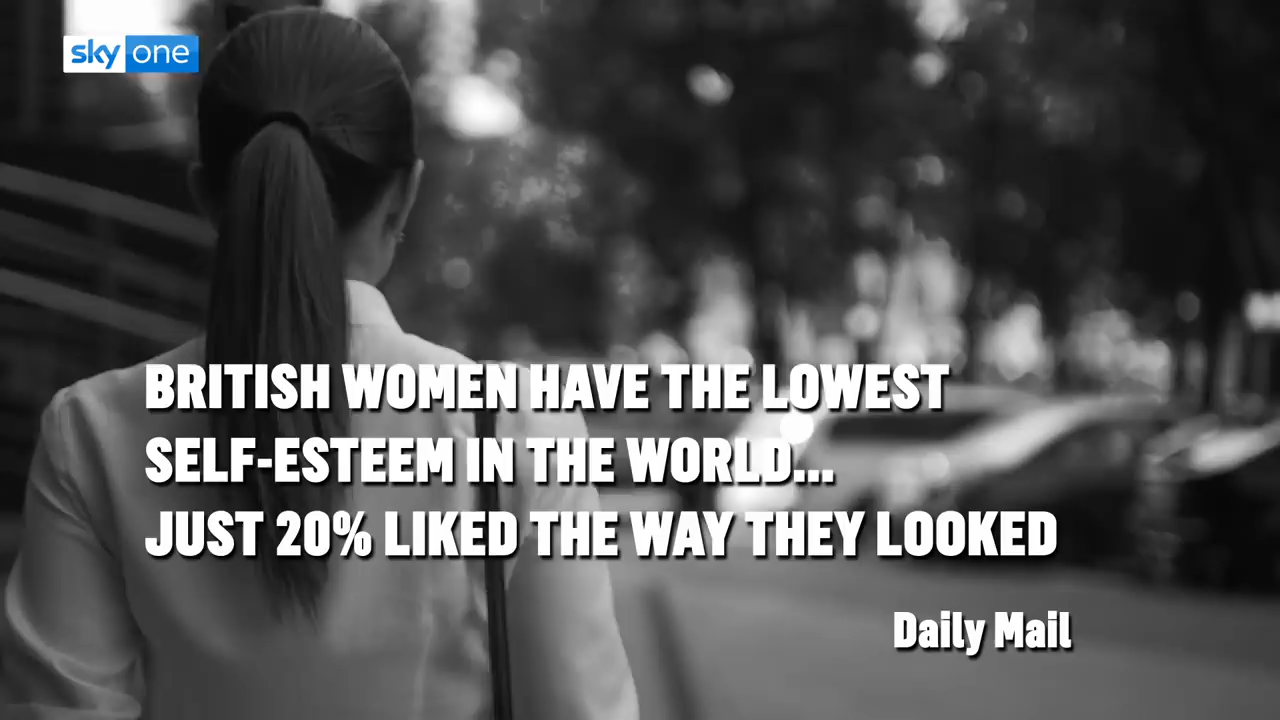 sky one
BRITISH WOMEN HAVE THE LOWEST
SELF-ESTEEM IN THE WORLD...
JUST 20% LIKED THE WAY THEY LOOKED
Daily Mail